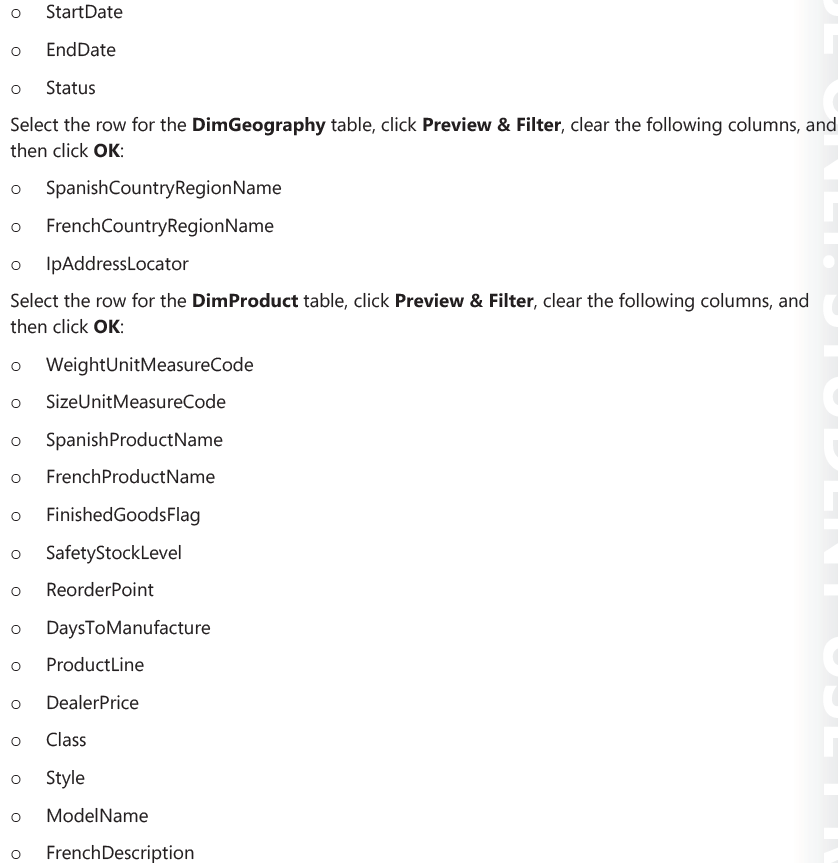 o StartDate
o EndDate
o Status
Select the row for the DimGeography table, click Preview & Filter, clear the following columns, and
then click OK:
o SpanishCountryRegionName
o FrenchCountryRegionName
o IpAddressLocator
Select the row for the DimProduct table, click Preview & Filter, clear the following columns, and
then click OK:
o WeightUnitMeasureCode
o SizeUnitMeasureCode
o SpanishProductName
o FrenchProductName
o FinishedGoodsFlag
o SafetyStockLevel
o ReorderPoint
o DaysToManufacture
o ProductLine
o DealerPrice
o Class
o Style
o ModelName
o FrenchDescription